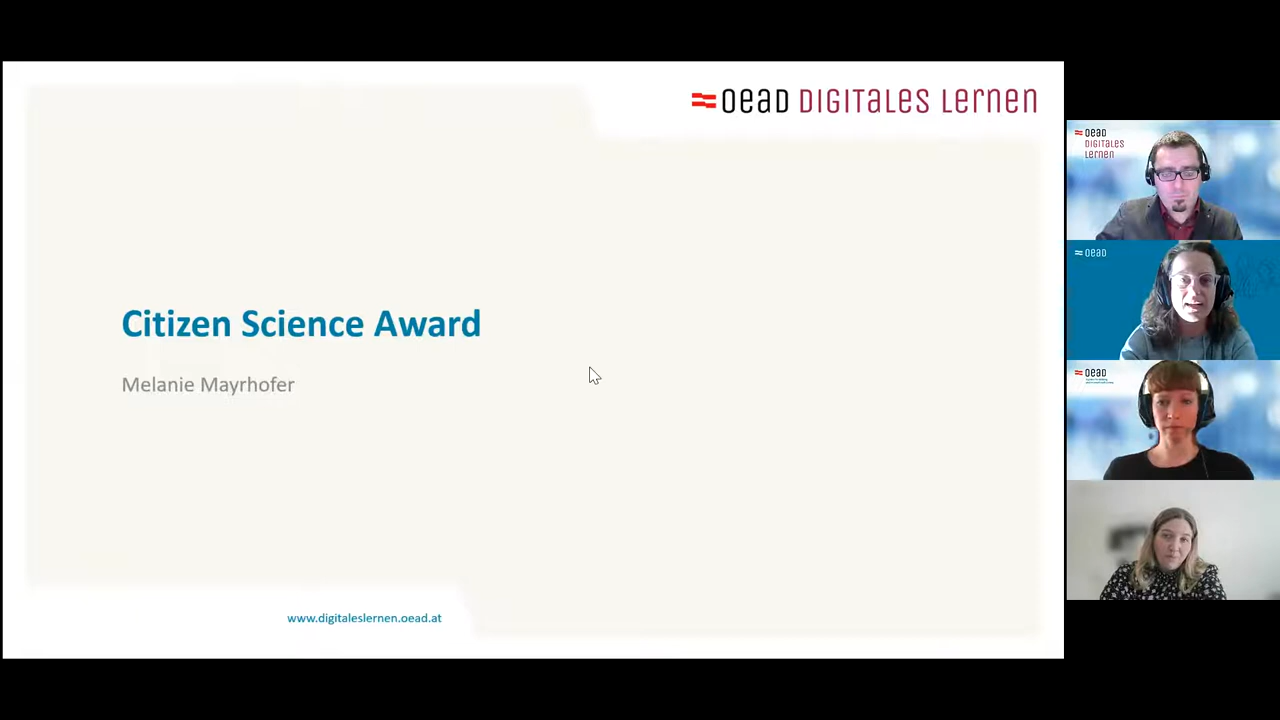 OeAD DIGITALES Lernen
Citizen Science Award
Melanie Mayrhofer
www.digitaleslernen.oead.at
OeAD
DIGITALES
Lernen
OeAD
OeAD